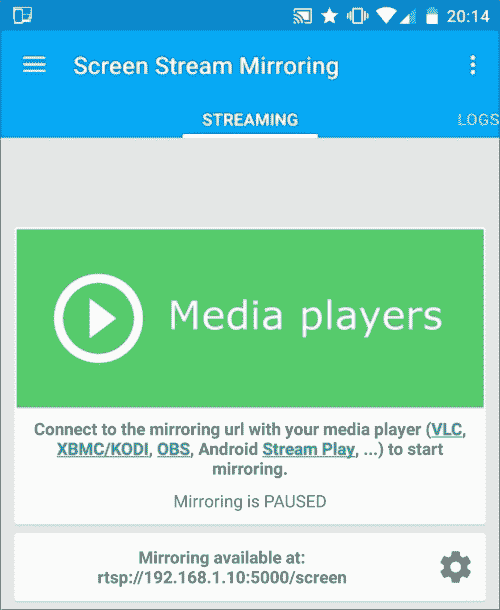 20:14
Screen Stream Mirroring
STREAMING
LOGS
Media players
Connect to the mirroring url with your media player (VLC,
XBMC/KODI, OBS, Android Stream Play, ...) to start
mirroring.
Mirroring is PAUSED
Mirroring available at:
rtsp://192.168.1.10:5000/screen